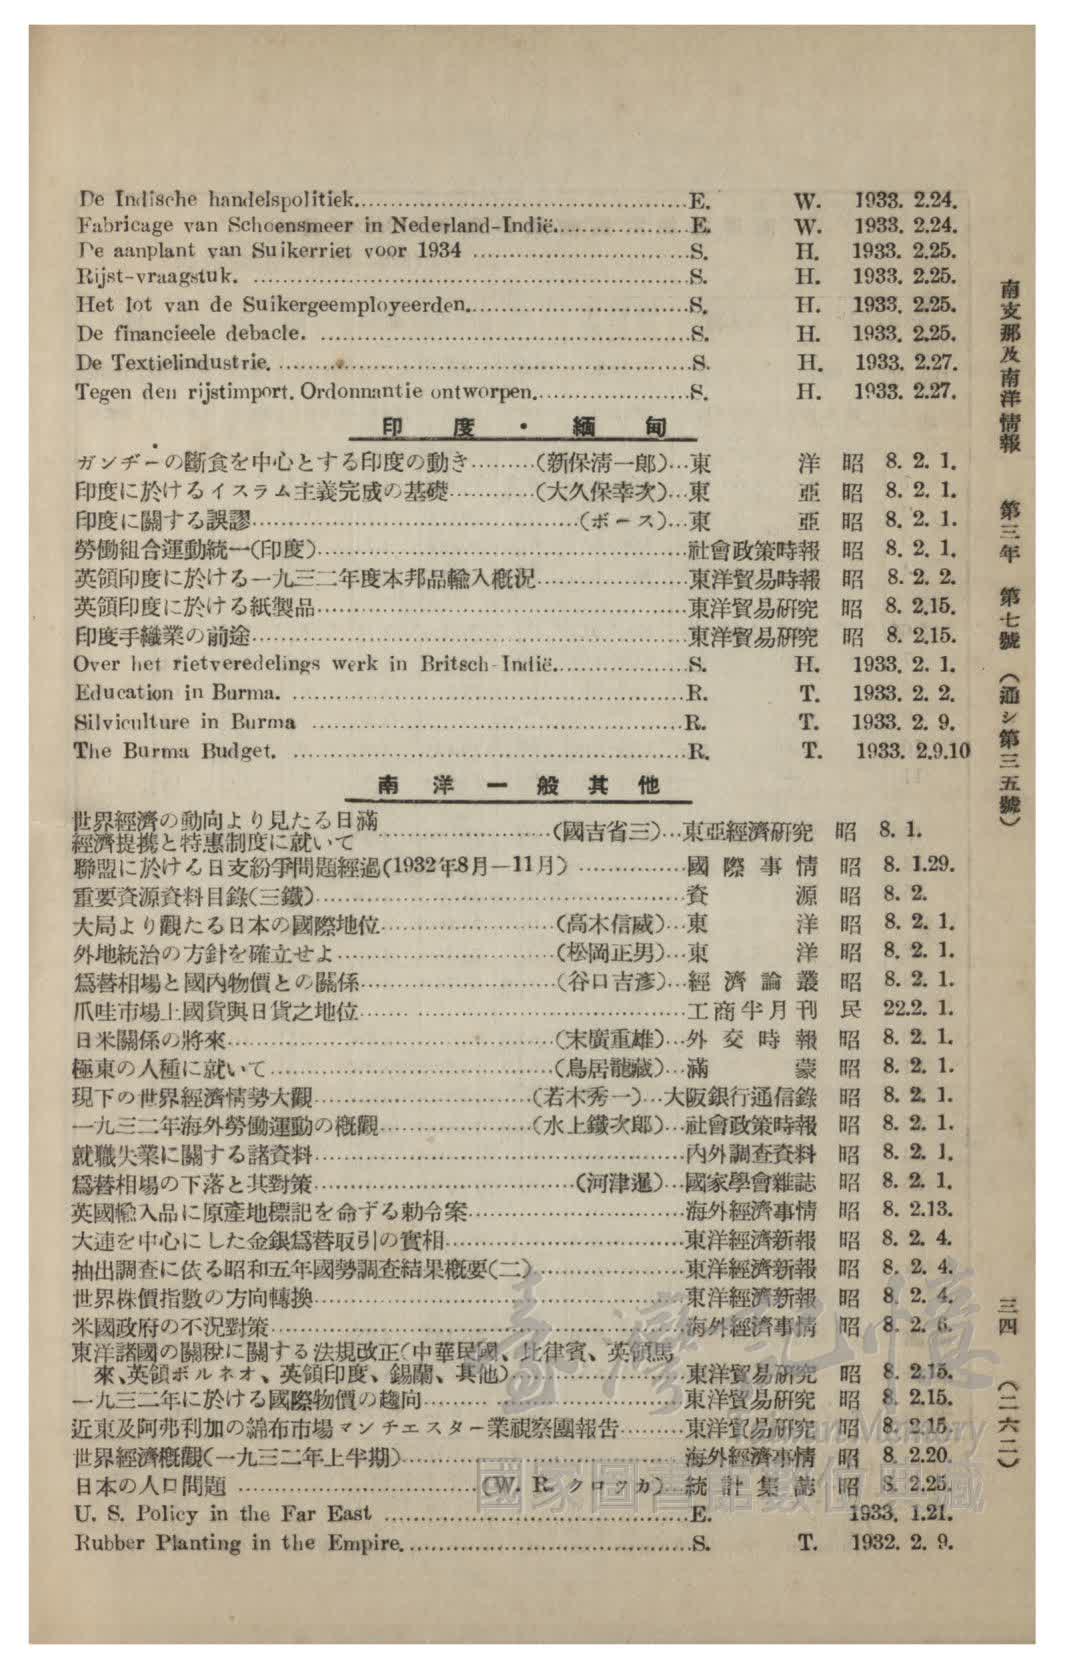 De Indische handelspolitiek..........E. W. 1933. 2.24.
Fabricage van Schoensmeer in Nederland-Indië..........E. W. 1933. 2.24.
De aanplant van Suikerriet voor 1934 ..........S. H. 1933. 2.25.
Rijst-vraagstuk. ..........S. H. 1933. 2.25.
Het lot van de Suikergeemployeerden..........S. H. 1933. 2.25.
De financieele debacle. ..........S. H. 1933. 2.25.
De Textielindustrie. ..........S. H. 1933. 2.27.
Tegen den rijstimport. Ordonnantie ontworpen..........S. H. 1933. 2.27.
印度・緬甸
ガンヂーの斷食を中心とする印度の動き.........(新保淸一郞)...東洋 昭 8. 2. 1.
印度に於けるイスラム主義完成の基礎............(大久保幸次)...東亞 昭 8. 2. 1.
印度に關する誤謬..........(ボース)...東亞 昭 8. 2. 1.
勞働組合運動統一(印度)..........社會政策時報 昭 8. 2. 1.
英領印度に於ける一九三二年度本邦品輸入槪況..........東洋貿易時報 昭 8. 2. 2.
英領印度に於ける紙製品..........東洋貿易硏究 昭 8. 2.15.
印度手織業の前途..........東洋貿易硏究 昭 8. 2.15.
Over het rietveredelings werk in Britsch-Indië..........S. H. 1933. 2. 1.
Education in Burma. ..........R. T. 1933. 2. 2.
Silviculture in Burma ..........R. T. 1933. 2. 9.
The Burma Budget. ..........R. T. 1933. 2.9.10
南洋一般其他
世界經濟の動向より見たる日滿
經濟提携と特惠制度に就いて..........(國吉省三)...東亞經濟硏究 昭 8. 1.
聯盟に於ける日支紛爭問題經過(1932年8月―11月) ..........國際事情 昭 8. 1.29.
重要資源資料目錄(三鐵)..........資源 昭 8. 2.
大局より觀たる日本の國際地位..........(高木信威)...東洋 昭 8. 2. 1.
外地統治の方針を確立せよ..........(松岡正男)...東洋 昭 8. 2. 1.
爲替相場と國內物價との關係..........(谷口吉彥)...經濟論叢 昭 8. 2. 1.
爪哇市場上國貨與日貨之地位..........工商半月刊 民 22.2. 1.
日米關係の將來..........(末廣重雄)...外交時報 昭 8. 2. 1.
極東の人種に就いて..........(鳥居龍藏)...滿蒙 昭 8. 2. 1.
現下の世界經濟情勢大觀..........(若木秀一)...大阪銀行通信錄 昭 8. 2. 1.
一九三二年海外勞働運動の槪觀..........(水上鐵次郞)...社會政策時報 昭 8. 2. 1.
就職失業に關する諸資料..........內外調査資料 昭 8. 2. 1.
爲替相場の下落と其對策..........(河津暹)...國家學會雜誌 昭 8. 2. 1.
英國輸入品に原產地標記を命ずる勅令案..........海外經濟事情 昭 8. 2.13.
大連を中心にした金銀爲替取引の實相..........東洋經濟新報 昭 8. 2. 4.
抽出調査に依る昭和五年國勢調査結果槪要(二)..........東洋經濟新報 昭 8. 2. 4.
世界株價指數の方向轉換..........東洋經濟新報 昭 8. 2. 4.
米國政府の不況對策..........海外經濟事情 昭 8. 2. 6.
東洋諸國の關稅に關する法規改正(中華民國、比律賓、英領馬
來、英領ボルネオ、英領印度、錫蘭、其他)..........東洋貿易硏究 昭 8. 2.15.
一九三二年に於ける國際物價の趨向..........東洋貿易硏究 昭 8. 2.15.
近東及阿弗利加の綿布市場マンチエスター業視察團報告.........東洋貿易硏究 昭 8. 2.15.
世界經濟槪觀(一九三二年上半期)..........海外經濟事情 昭 8. 2.20.
日本の人口問題 ..........(W. R. クロッカ)...統計集誌 昭 8. 2.25.
U. S. Policy in the Far East ..........E. 1933. 1.21.
Rubber Planting in the Empire..........S. T. 1932. 2. 9.
南支那及南洋情報 第三年 第七號 (通シ第三五號)
三四 (二六二)
臺灣記憶
Taiwan Memory
國家圖書館數位典藏